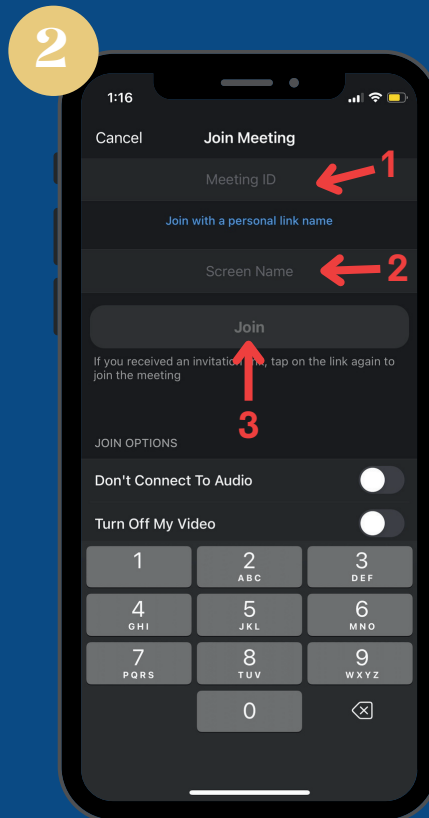 2
1:16
Cancel
Join Meeting
Meeting ID
1
Join with a personal link name
Screen Name
2
Join
If you received an invitation link, tap on the link again to
join the meeting
3
JOIN OPTIONS
Don't Connect To Audio
Turn Off My Video
1
2
ABC
3
DEF
4
GHI
5
JKL
6
MNO
7
PQRS
8
TUV
9
WXYZ
0